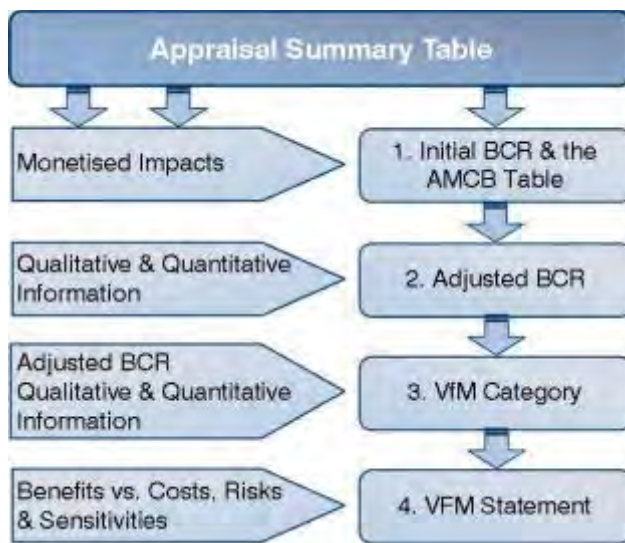 Appraisal Summary Table
Monetised Impacts
1. Initial BCR & the
AMCB Table
Qualitative & Quantitative
Information
2. Adjusted BCR
Adjusted BCR
Qualitative & Quantitative
Information
3. VfM Category
Benefits vs. Costs, Risks
& Sensitivities
4. VFM Statement